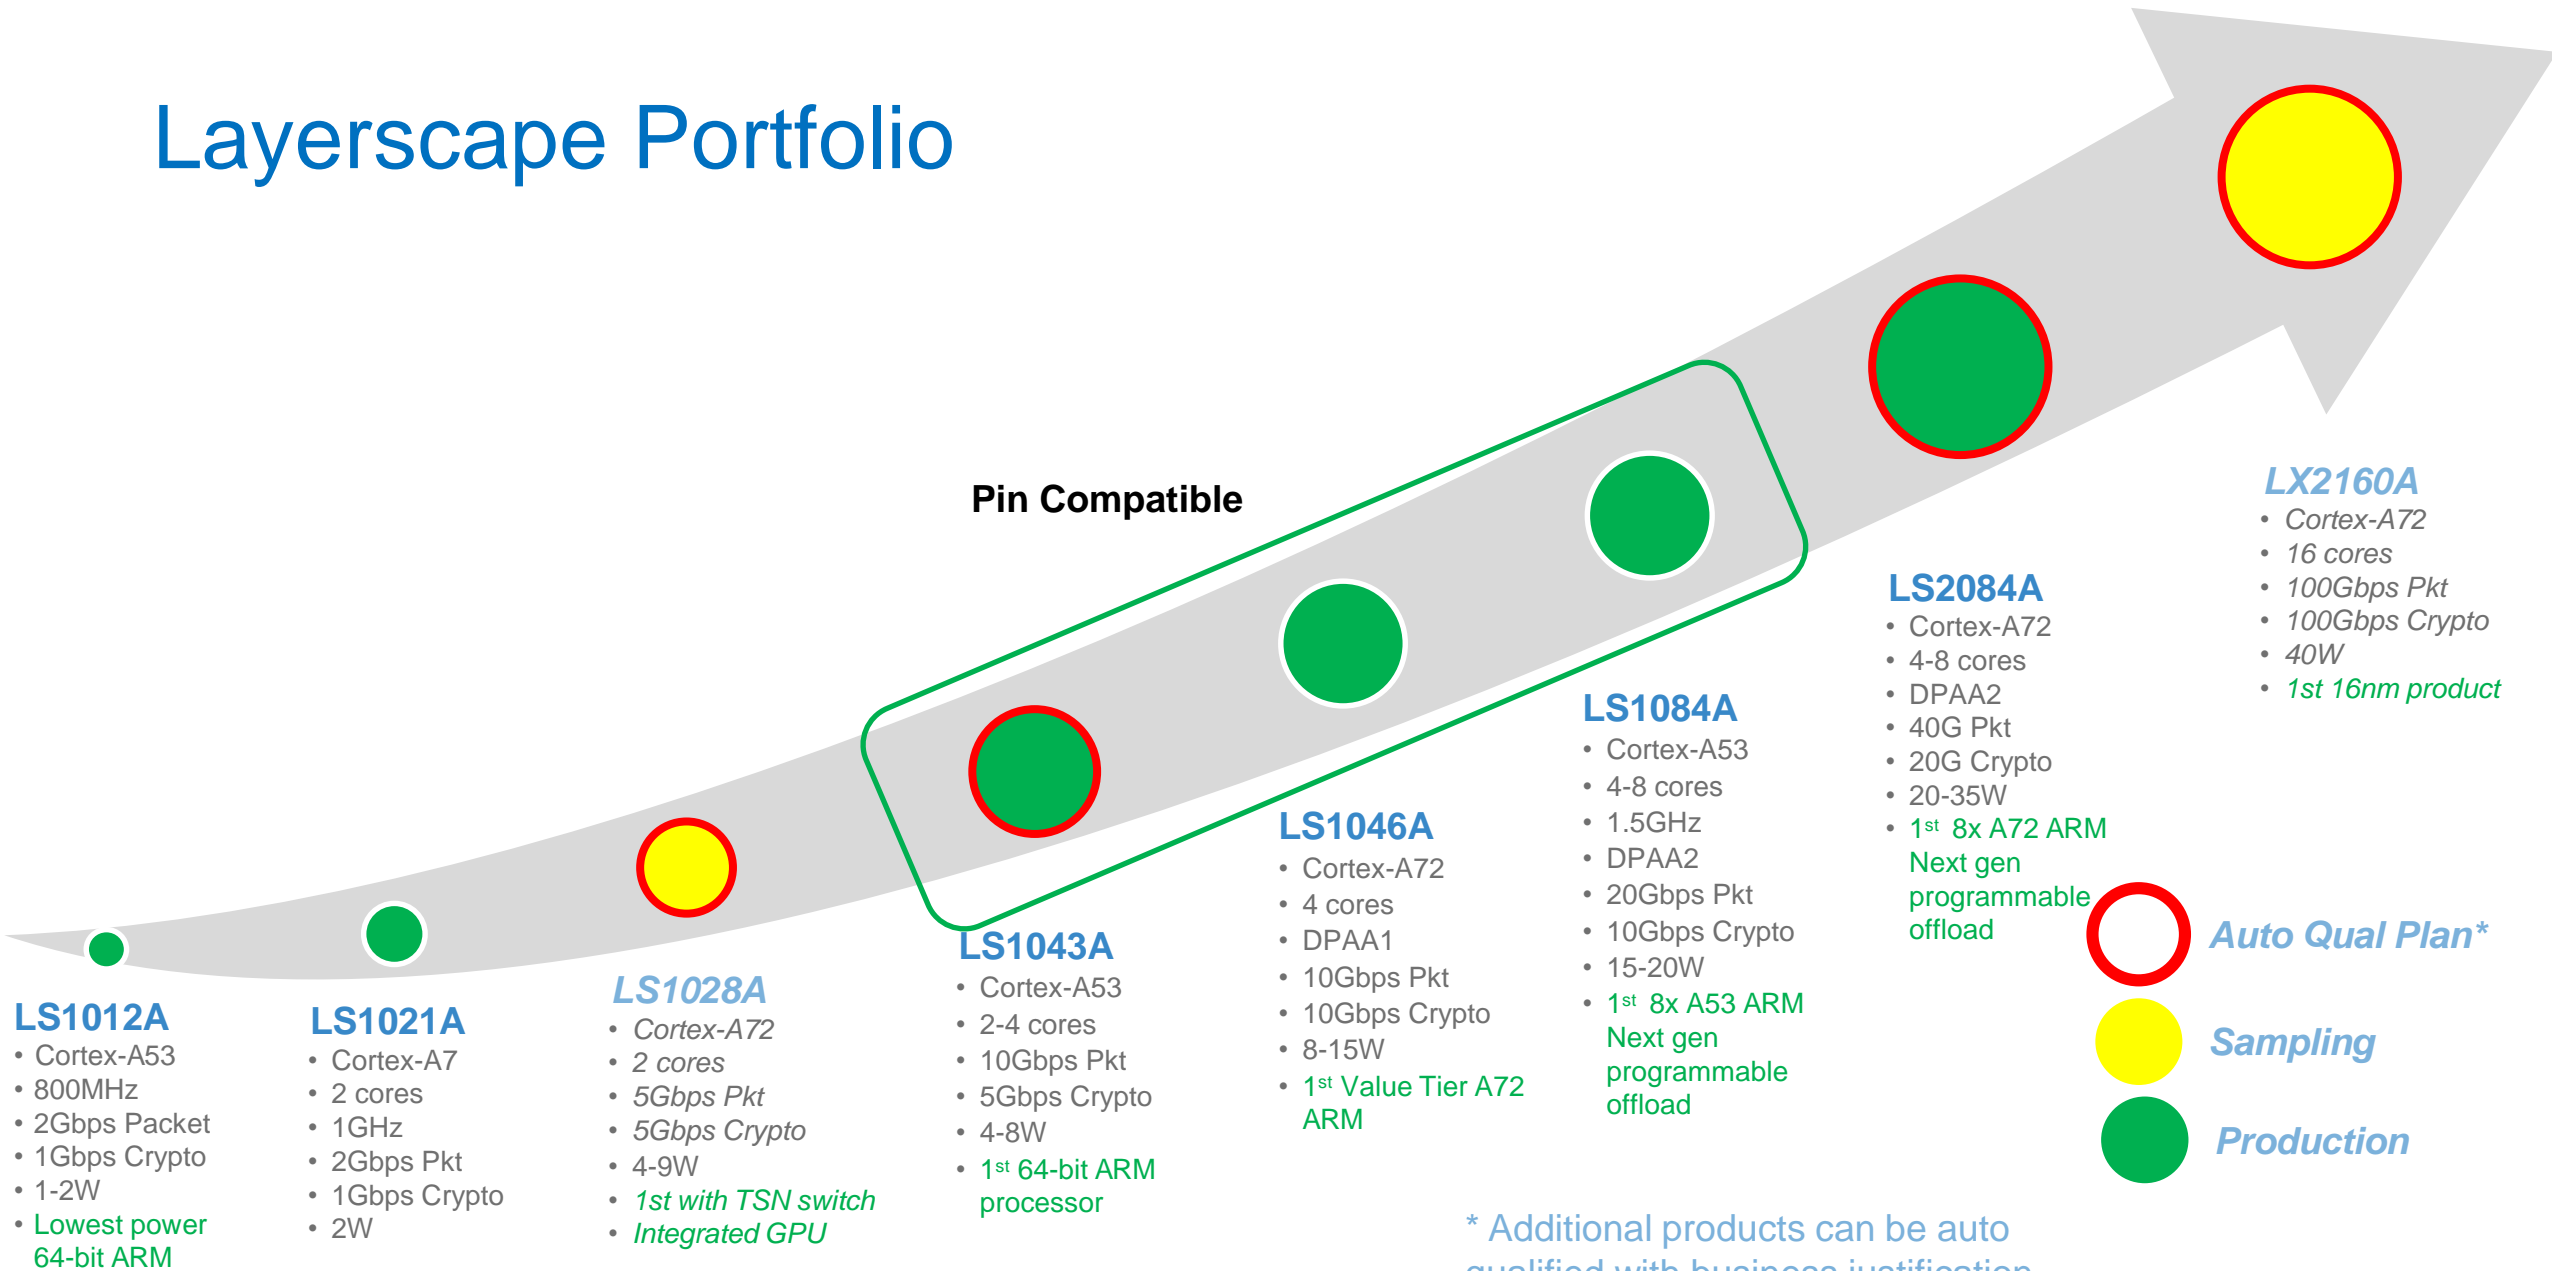 Layerscape Portfolio
Pin Compatible
LS1012A
• Cortex-A53
• 800MHz
• 2Gbps Packet
• 1Gbps Crypto
• 1-2W
• Lowest power
64-bit ARM
LS1021A
• Cortex-A7
• 2 cores
• 1GHz
• 2Gbps Pkt
• 1Gbps Crypto
• 2W
LS1028A
• Cortex-A72
• 2 cores
• 5Gbps Pkt
• 5Gbps Crypto
• 4-9W
• 1st with TSN switch
• Integrated GPU
LS1043A
• Cortex-A53
• 2-4 cores
• 10Gbps Pkt
• 5Gbps Crypto
• 4-8W
• 1st 64-bit ARM
processor
LS1046A
• Cortex-A72
• 4 cores
• DPAA1
• 10Gbps Pkt
• 10Gbps Crypto
• 8-15W
• 1st Value Tier A72
ARM
LS1084A
• Cortex-A53
• 4-8 cores
• 1.5GHz
• DPAA2
• 20Gbps Pkt
• 10Gbps Crypto
• 15-20W
• 1st 8x A53 ARM
Next gen
programmable
offload
LS2084A
• Cortex-A72
• 4-8 cores
• DPAA2
• 40G Pkt
• 20G Crypto
• 20-35W
• 1st 8x A72 ARM
Next gen
programmable
offload
LX2160A
• Cortex-A72
• 16 cores
• 100Gbps Pkt
• 100Gbps Crypto
• 40W
• 1st 16nm product
Auto Qual Plan*
Sampling
Production
* Additional products can be auto
qualified with business justification